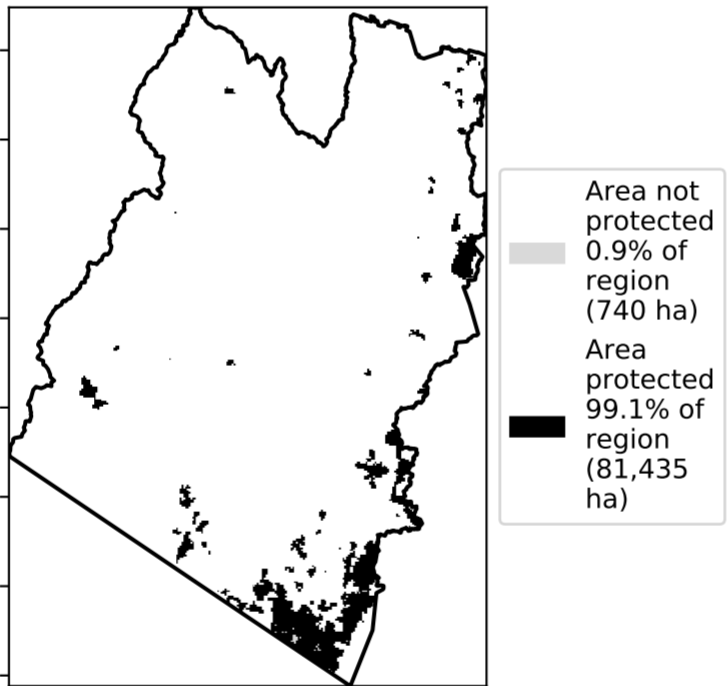 Area not
protected
0.9% of
region
(740 ha)
Area
protected
99.1% of
region
(81,435
ha)